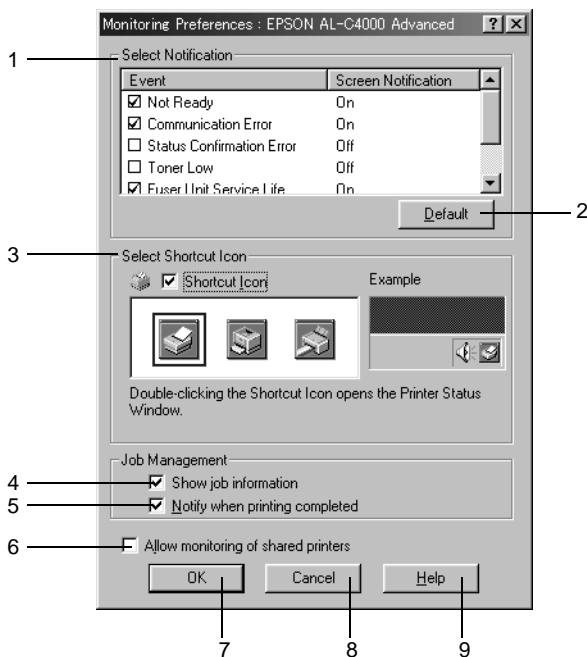 Monitoring Preferences : EPSON AL-C4000 Advanced
1
Select Notification
Event Screen Notification
Not Ready On
Communication Error On
Status Confirmation Error Off
Toner Low Off
Fuser Unit Service Life On
Default
2
3
Select Shortcut Icon
Shortcut Icon
Example
Double-clicking the Shortcut Icon opens the Printer Status
Window.
Job Management
4
Show job information
5
Notify when printing completed
6
Allow monitoring of shared printers
OK Cancel Help
7 8 9